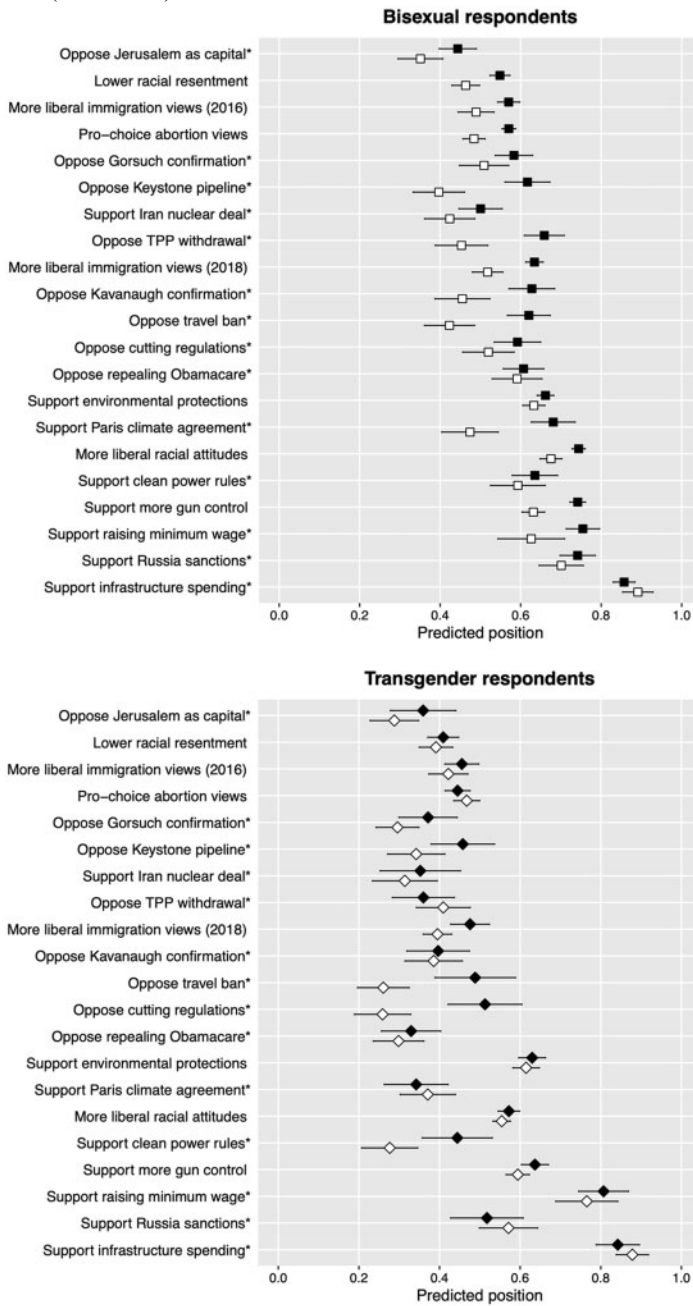 Bisexual respondents
Oppose Jerusalem as capital*
Lower racial resentment
More liberal immigration views (2016)
Pro−choice abortion views
Oppose Gorsuch confirmation*
Oppose Keystone pipeline*
Support Iran nuclear deal*
Oppose TPP withdrawal*
More liberal immigration views (2018)
Oppose Kavanaugh confirmation*
Oppose travel ban*
Oppose cutting regulations*
Oppose repealing Obamacare*
Support environmental protections
Support Paris climate agreement*
More liberal racial attitudes
Support clean power rules*
Support more gun control
Support raising minimum wage*
Support Russia sanctions*
Support infrastructure spending*
0.0 0.2 0.4 0.6 0.8 1.0
Predicted position
Transgender respondents
Oppose Jerusalem as capital*
Lower racial resentment
More liberal immigration views (2016)
Pro−choice abortion views
Oppose Gorsuch confirmation*
Oppose Keystone pipeline*
Support Iran nuclear deal*
Oppose TPP withdrawal*
More liberal immigration views (2018)
Oppose Kavanaugh confirmation*
Oppose travel ban*
Oppose cutting regulations*
Oppose repealing Obamacare*
Support environmental protections
Support Paris climate agreement*
More liberal racial attitudes
Support clean power rules*
Support more gun control
Support raising minimum wage*
Support Russia sanctions*
Support infrastructure spending*
0.0 0.2 0.4 0.6 0.8 1.0
Predicted position